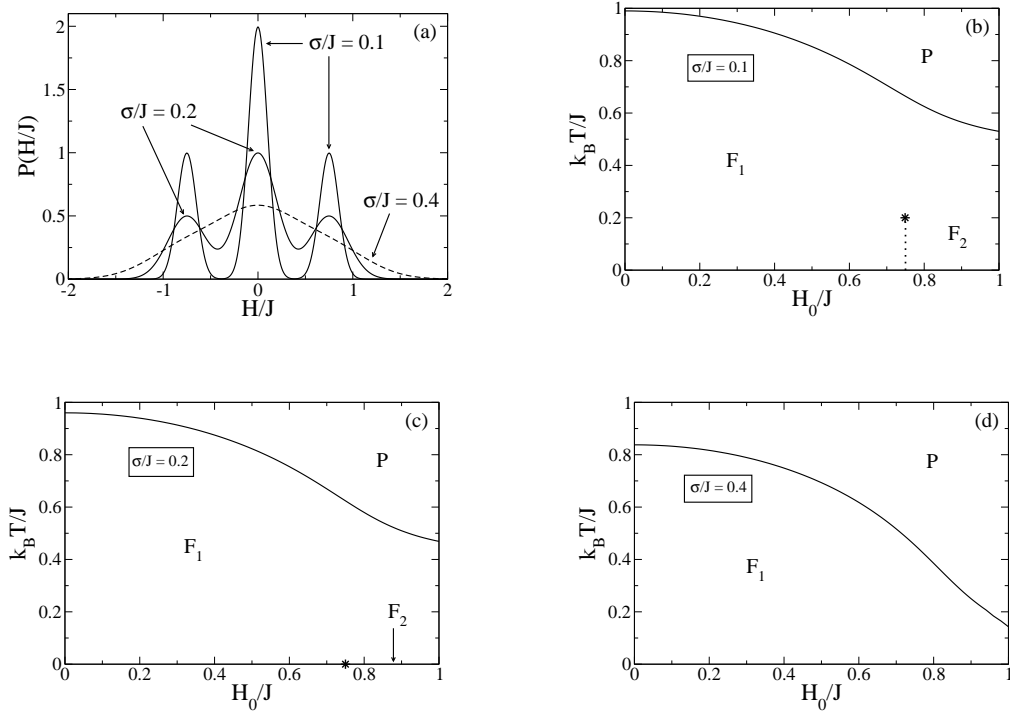 (a)
2
1.5
1
0.5
0
P(H/J)
σ/J = 0.1
σ/J = 0.2
σ/J = 0.4
-2
-1
0
1
2
H/J
(b)
1
0.8
0.6
0.4
0.2
0
k_B T/J
σ/J = 0.1
P
F_1
F_2
0
0.2
0.4
0.6
0.8
1
H_0/J
(c)
1
0.8
0.6
0.4
0.2
0
k_B T/J
σ/J = 0.2
P
F_1
F_2
0
0.2
0.4
0.6
0.8
1
H_0/J
(d)
1
0.8
0.6
0.4
0.2
0
k_B T/J
σ/J = 0.4
P
F_1
0
0.2
0.4
0.6
0.8
1
H_0/J